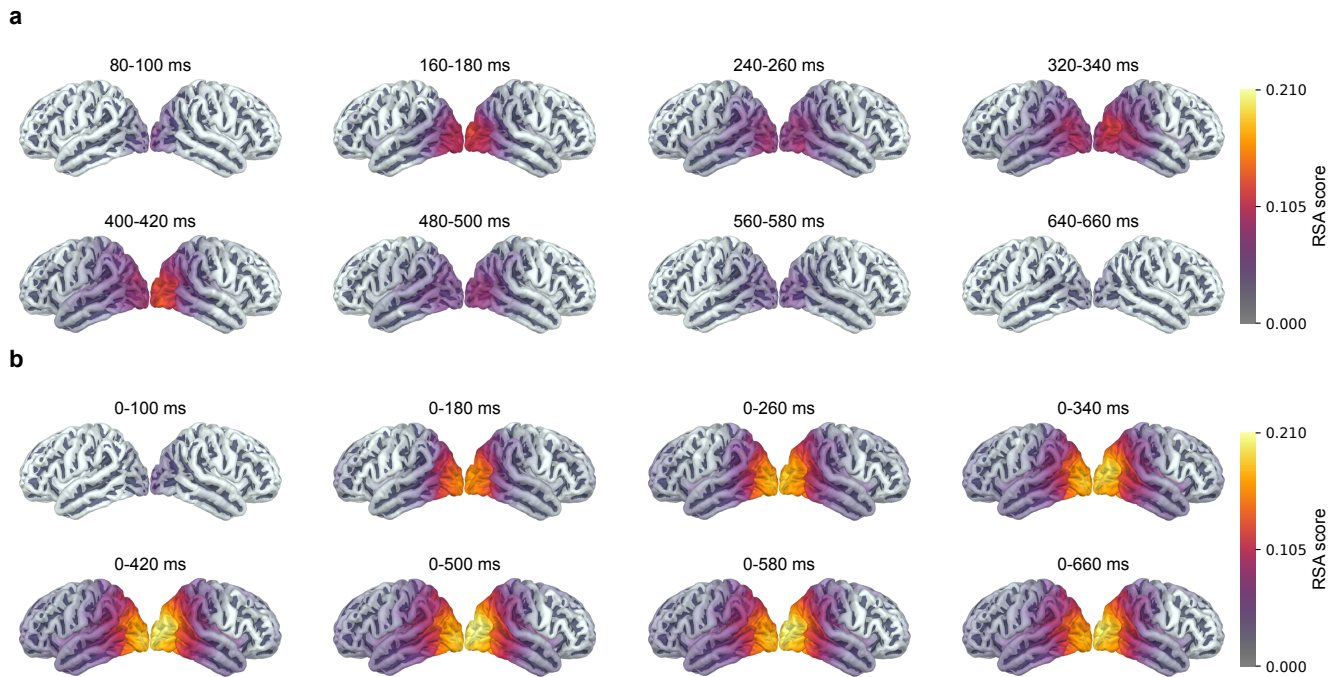 a
80-100 ms
160-180 ms
240-260 ms
320-340 ms
0.210
0.105
0.000
RSA score
400-420 ms
480-500 ms
560-580 ms
640-660 ms
b
0-100 ms
0-180 ms
0-260 ms
0-340 ms
0.210
0.105
0.000
RSA score
0-420 ms
0-500 ms
0-580 ms
0-660 ms